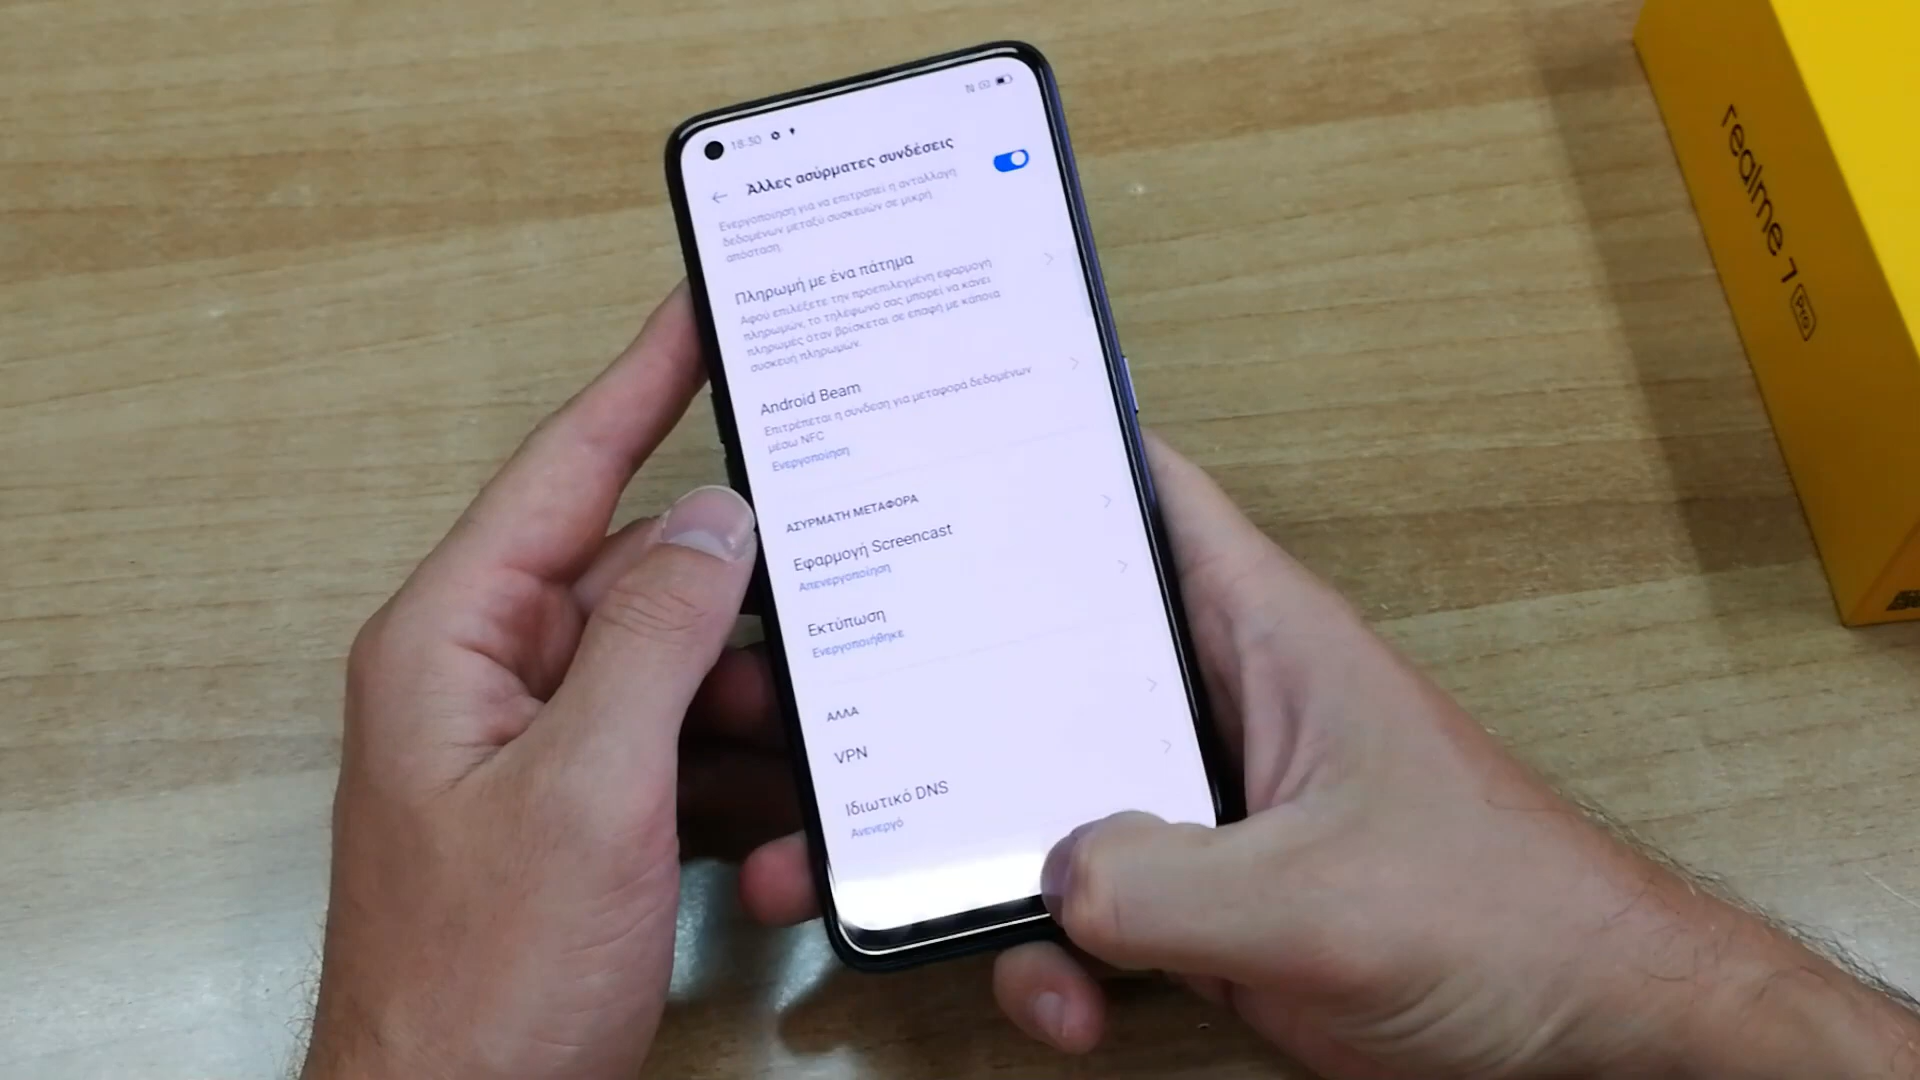 18:30
Άλλες ασύρματες συνδέσεις
Ενεργοποίηση για να επιτραπεί η ανταλλαγή
δεδομένων μεταξύ συσκευών σε μικρή
απόσταση.
Πληρωμή με ένα πάτημα
Αφού επιλέξετε την προεπιλεγμένη εφαρμογή
πληρωμών, το τηλέφωνό σας μπορεί να κάνει
πληρωμές όταν βρίσκεται σε επαφή με κάποια
συσκευή πληρωμών.
Android Beam
Επιτρέπεται η σύνδεση για μεταφορά δεδομένων
μέσω NFC
Ενεργοποίηση
ΑΣΥΡΜΑΤΗ ΜΕΤΑΦΟΡΑ
Εφαρμογή Screencast
Απενεργοποίηση
Εκτύπωση
Ενεργοποιήθηκε
ΑΛΛΑ
VPN
Ιδιωτικό DNS
Ανενεργό
realme 7 Pro